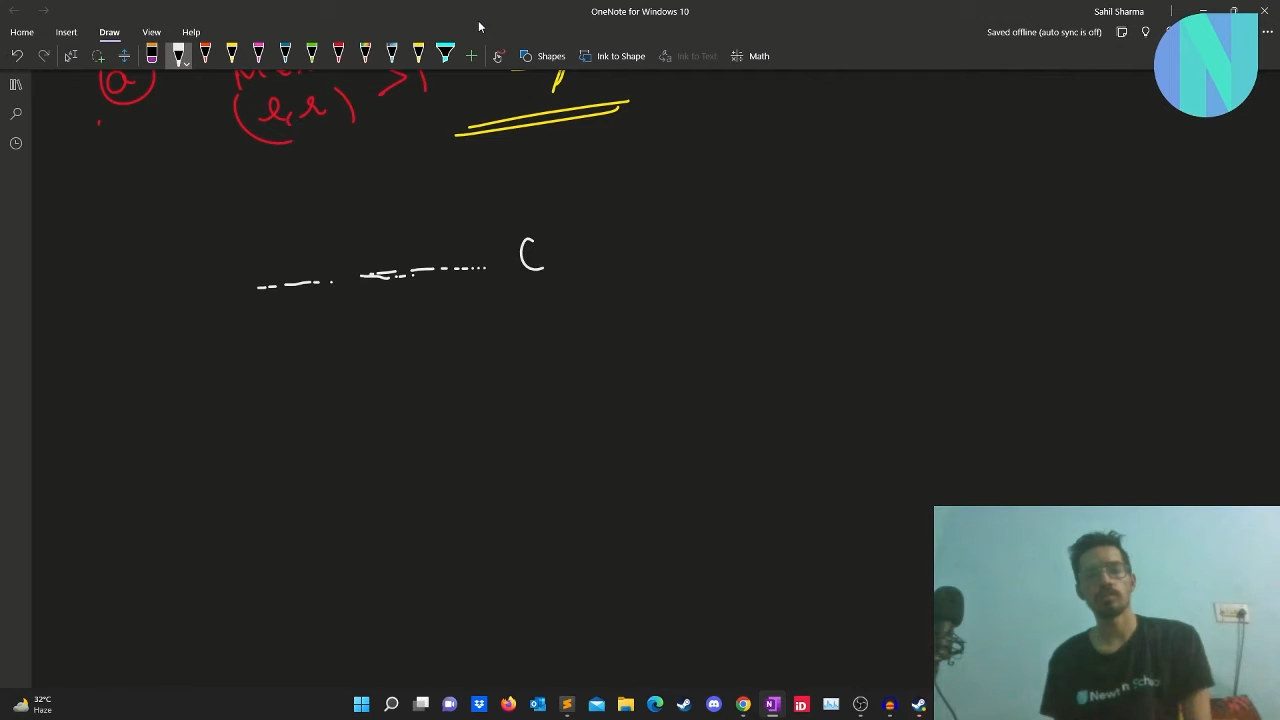 OneNote for Windows 10
Sahil Sharma
Home Insert Draw View Help
Saved offline (auto sync is off)
Shapes Ink to Shape Ink to Text Math
a
(l, r) > 1
C
32°C
Haze